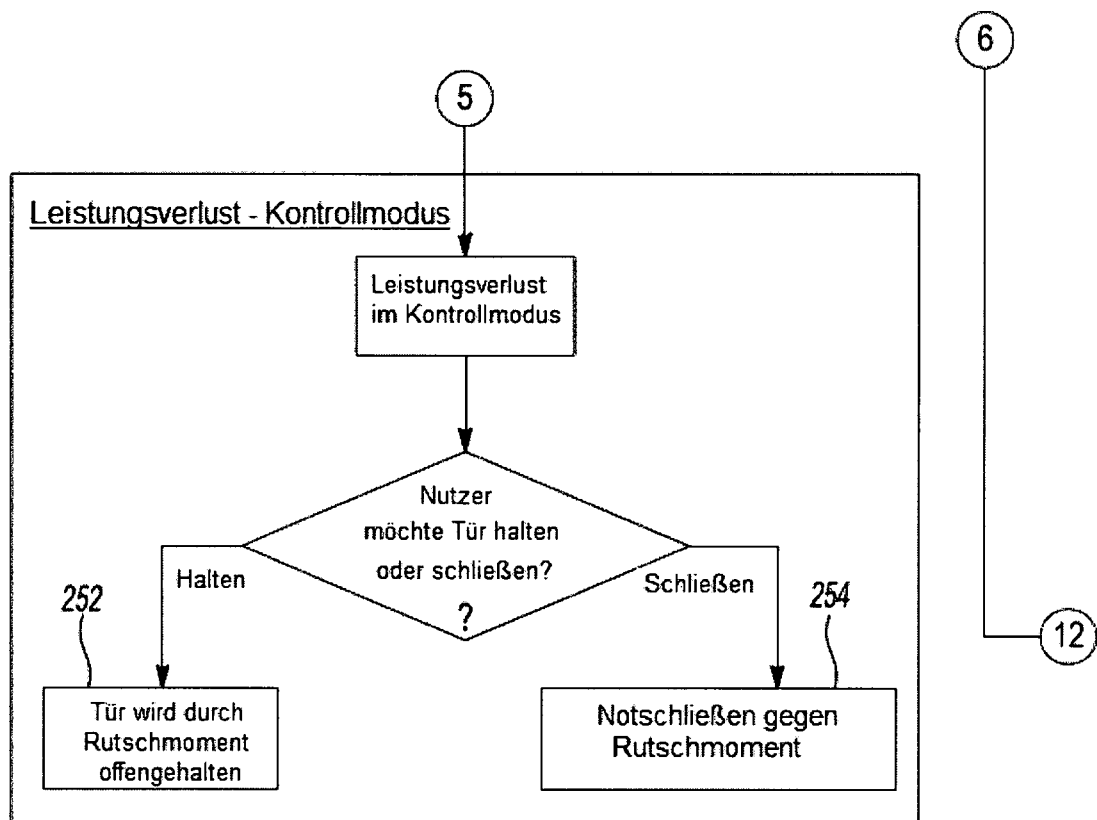 6
5
Leistungsverlust - Kontrollmodus
Leistungsverlust
im Kontrollmodus
Nutzer
möchte Tür halten
oder schließen?
?
Halten
Schließen
252
254
12
Tür wird durch
Rutschmoment
offengehalten
Notschließen gegen
Rutschmoment